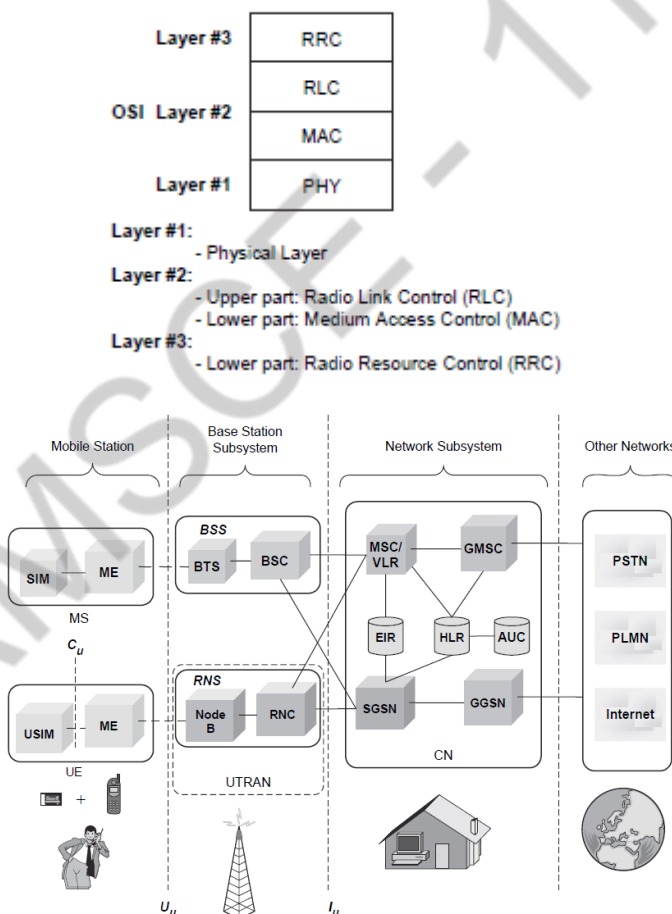 Layer #3 RRC
RLC
OSI Layer #2
MAC
Layer #1 PHY
Layer #1:
- Physical Layer
Layer #2:
- Upper part: Radio Link Control (RLC)
- Lower part: Medium Access Control (MAC)
Layer #3:
- Lower part: Radio Resource Control (RRC)
Mobile Station
Base Station
Subsystem
Network Subsystem
Other Networks
BSS
SIM ME
BTS BSC
MSC/
VLR
GMSC
PSTN
MS
EIR HLR AUC
PLMN
Cu
RNS
USIM ME
Node
B
RNC
SGSN GGSN
Internet
UE
UTRAN
CN
+
Uu
Iu